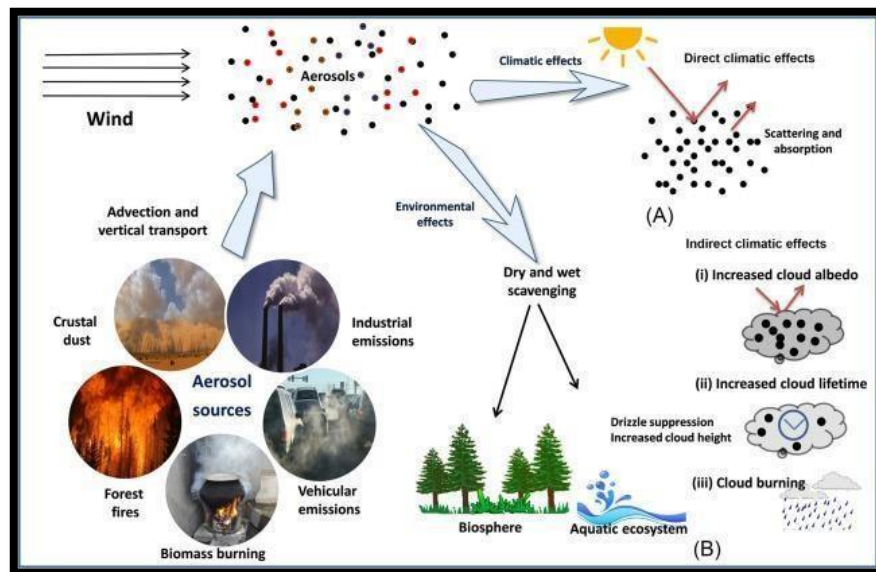 Wind
Aerosols
Climatic effects
Direct climatic effects
Scattering and
absorption
(A)
Advection and
vertical transport
Environmental
effects
Crustal
dust
Industrial
emissions
Aerosol
sources
Forest
fires
Vehicular
emissions
Biomass burning
Dry and wet
scavenging
Biosphere
Aquatic ecosystem
Indirect climatic effects
(i) Increased cloud albedo
(ii) Increased cloud lifetime
Drizzle suppression
Increased cloud height
(iii) Cloud burning
(B)